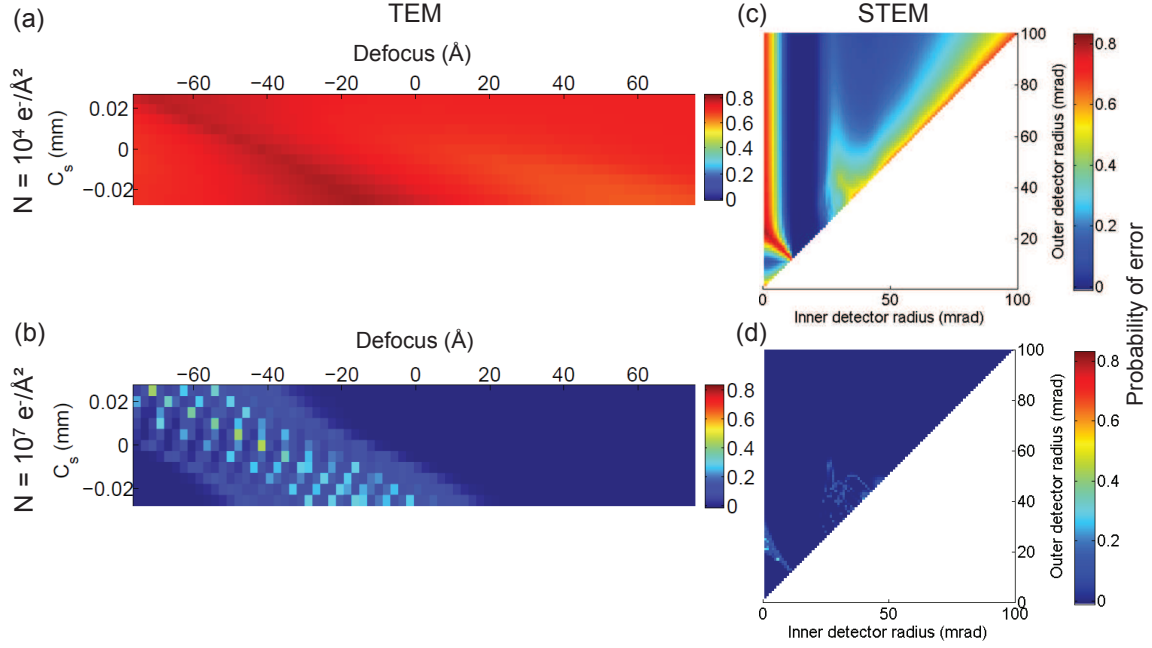 TEM
STEM
(a)
Defocus (Å)
−60 −40 −20 0 20 40 60
N = 10⁴ e⁻/Å²
C_s (mm)
0.02
0
−0.02
0.8
0.6
0.4
0.2
0
(c)
100
80
60
40
20
Outer detector radius (mrad)
0 50 100
Inner detector radius (mrad)
0.8
0.6
0.4
0.2
0
Probability of error
(b)
Defocus (Å)
−60 −40 −20 0 20 40 60
N = 10⁷ e⁻/Å²
C_s (mm)
0.02
0
−0.02
0.8
0.6
0.4
0.2
0
(d)
100
80
60
40
20
0
Outer detector radius (mrad)
0 50 100
Inner detector radius (mrad)
0.8
0.6
0.4
0.2
0